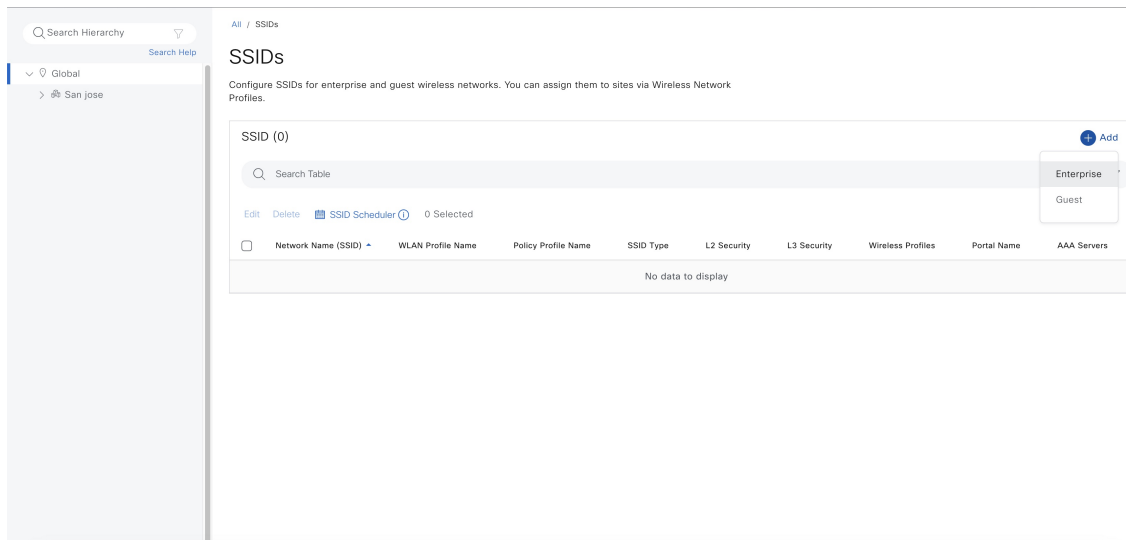 Search Hierarchy
Search Help
Global
San jose
All / SSIDs
SSIDs
Configure SSIDs for enterprise and guest wireless networks. You can assign them to sites via Wireless Network
Profiles.
SSID (0)
Add
Search Table
Enterprise
Guest
Edit Delete SSID Scheduler 0 Selected
Network Name (SSID) WLAN Profile Name Policy Profile Name SSID Type L2 Security L3 Security Wireless Profiles Portal Name AAA Servers
No data to display